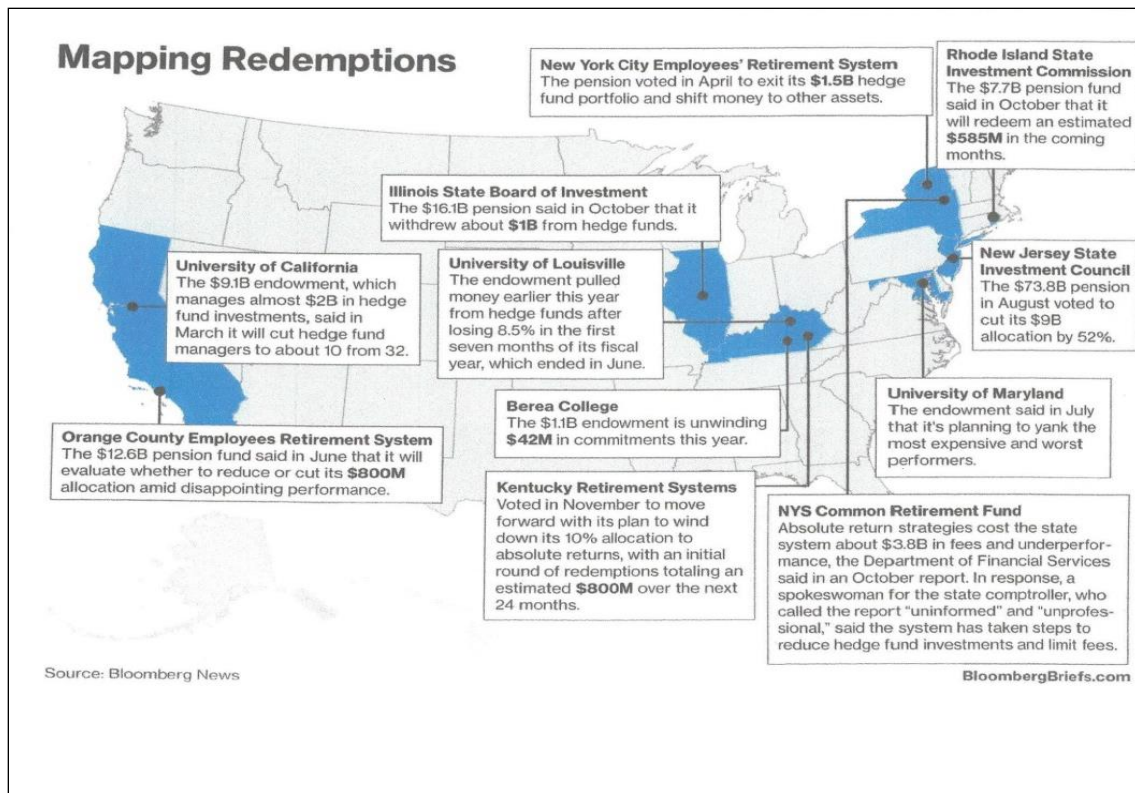 Mapping Redemptions
New York City Employees' Retirement System
The pension voted in April to exit its $1.5B hedge
fund portfolio and shift money to other assets.
Rhode Island State
Investment Commission
The $7.7B pension fund
said in October that it
will redeem an estimated
$585M in the coming
months.
Illinois State Board of Investment
The $16.1B pension said in October that it
withdrew about $1B from hedge funds.
University of California
The $9.1B endowment, which
manages almost $2B in hedge
fund investments, said in
March it will cut hedge fund
managers to about 10 from 32.
University of Louisville
The endowment pulled
money earlier this year
from hedge funds after
losing 8.5% in the first
seven months of its fiscal
year, which ended in June.
New Jersey State
Investment Council
The $73.8B pension
in August voted to
cut its $9B
allocation by 52%.
University of Maryland
The endowment said in July
that it's planning to yank the
most expensive and worst
performers.
Berea College
The $1.1B endowment is unwinding
$42M in commitments this year.
Orange County Employees Retirement System
The $12.6B pension fund said in June that it will
evaluate whether to reduce or cut its $800M
allocation amid disappointing performance.
Kentucky Retirement Systems
Voted in November to move
forward with its plan to wind
down its 10% allocation to
absolute returns, with an initial
round of redemptions totaling an
estimated $800M over the next
24 months.
NYS Common Retirement Fund
Absolute return strategies cost the state
system about $3.8B in fees and underperfor-
mance, the Department of Financial Services
said in an October report. In response, a
spokeswoman for the state comptroller, who
called the report "uninformed" and "unprofes-
sional," said the system has taken steps to
reduce hedge fund investments and limit fees.
Source: Bloomberg News
BloombergBriefs.com